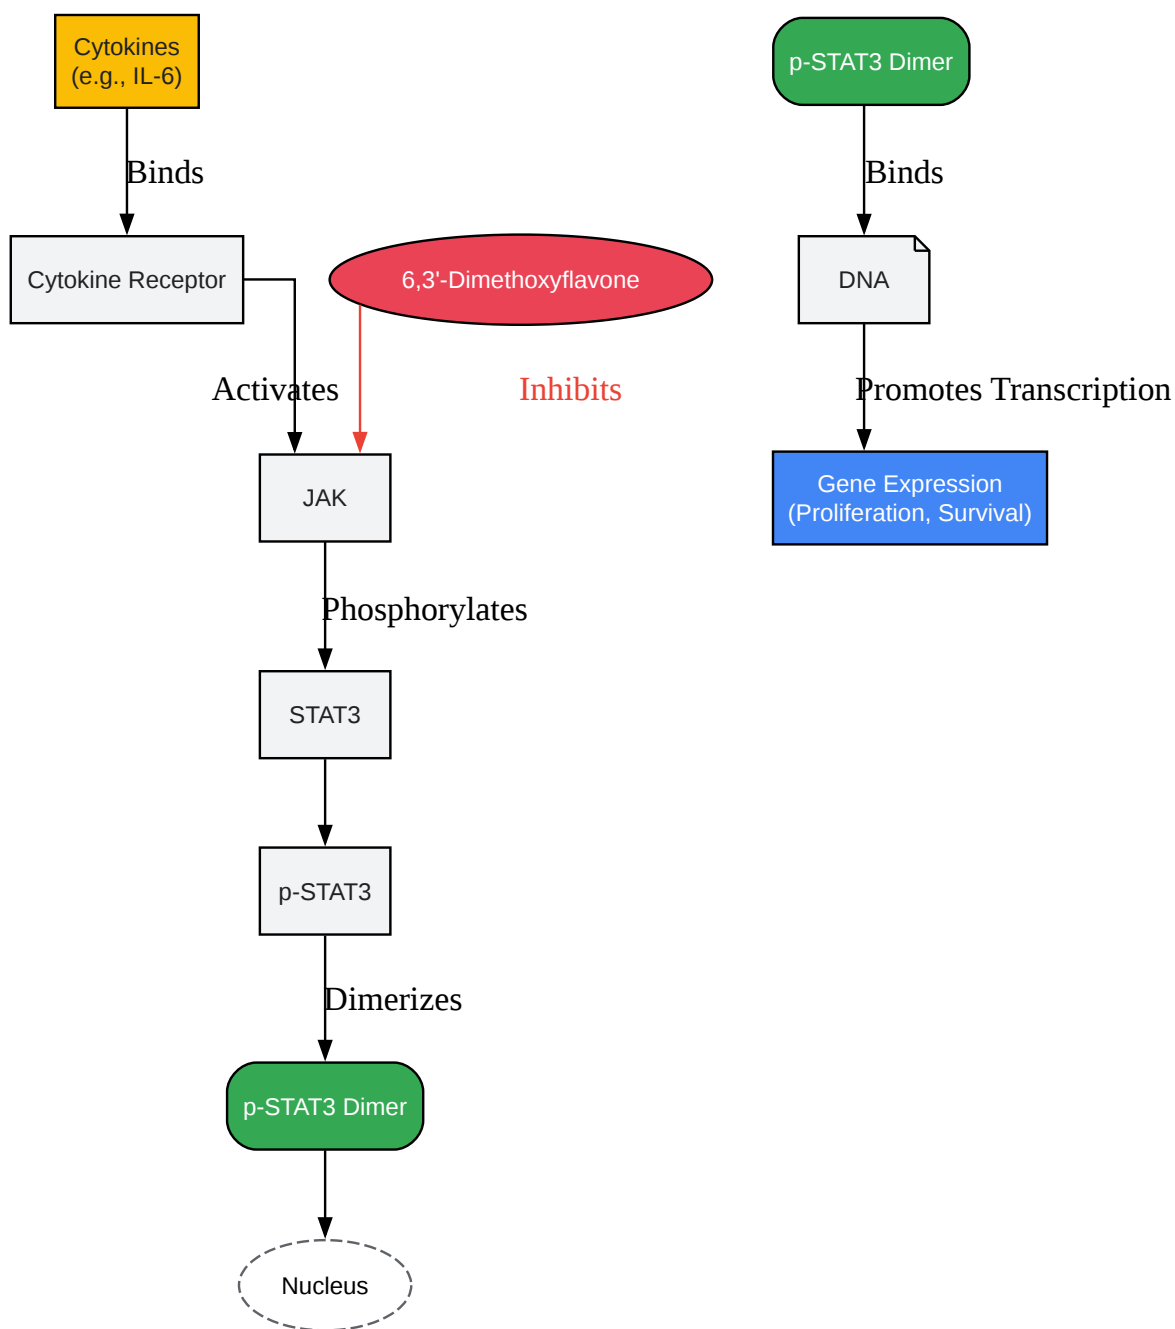 Cytokines
(e.g., IL-6)
Binds
Cytokine Receptor
6,3'-Dimethoxyflavone
Activates
Inhibits
JAK
Phosphorylates
STAT3
p-STAT3
Dimerizes
p-STAT3 Dimer
Nucleus
p-STAT3 Dimer
Binds
DNA
Promotes Transcription
Gene Expression
(Proliferation, Survival)